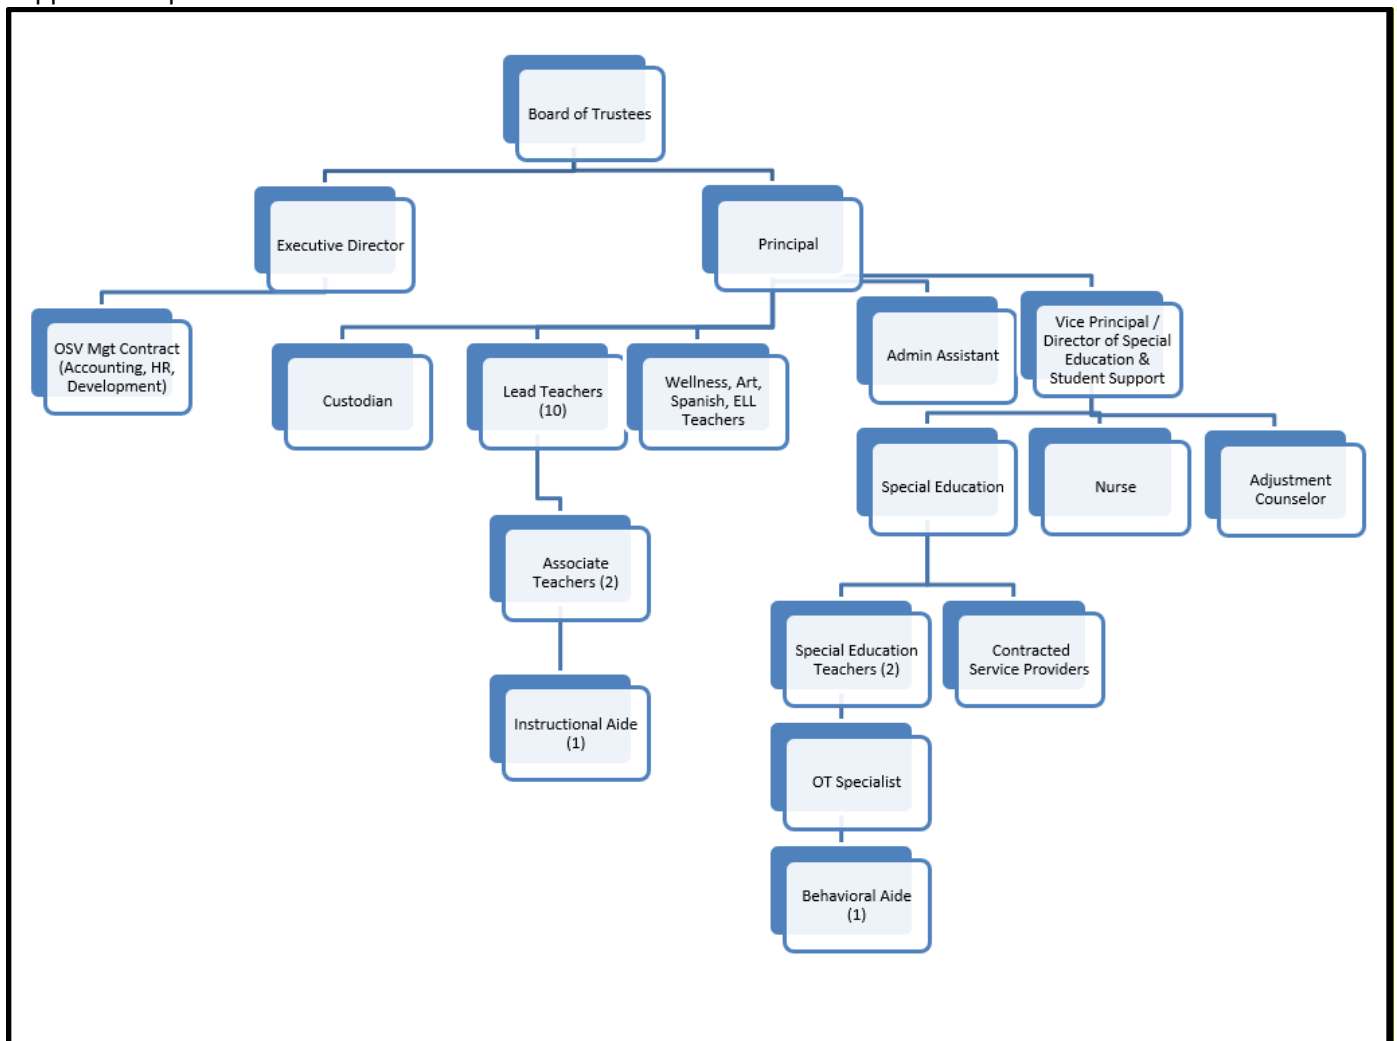 Board of Trustees
Executive Director
Principal
OSV Mgt Contract
(Accounting, HR,
Development)
Custodian
Lead Teachers
(10)
Wellness, Art,
Spanish, ELL
Teachers
Admin Assistant
Vice Principal /
Director of Special
Education &
Student Support
Special Education
Nurse
Adjustment
Counselor
Associate
Teachers (2)
Instructional Aide
(1)
Special Education
Teachers (2)
Contracted
Service Providers
OT Specialist
Behavioral Aide
(1)